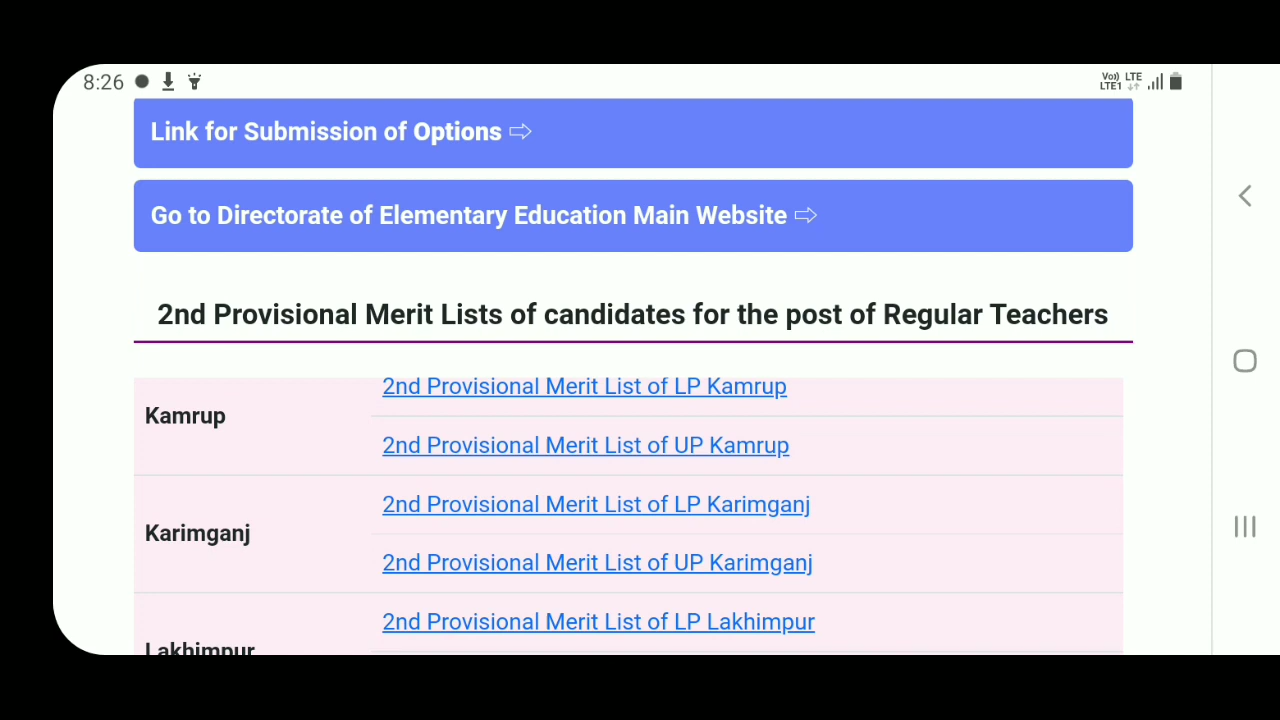 8:26
Vo)) LTE
LTE1
Link for Submission of Options ⇨
Go to Directorate of Elementary Education Main Website ⇨
2nd Provisional Merit Lists of candidates for the post of Regular Teachers
Kamrup
2nd Provisional Merit List of LP Kamrup
2nd Provisional Merit List of UP Kamrup
Karimganj
2nd Provisional Merit List of LP Karimganj
2nd Provisional Merit List of UP Karimganj
Lakhimpur
2nd Provisional Merit List of LP Lakhimpur